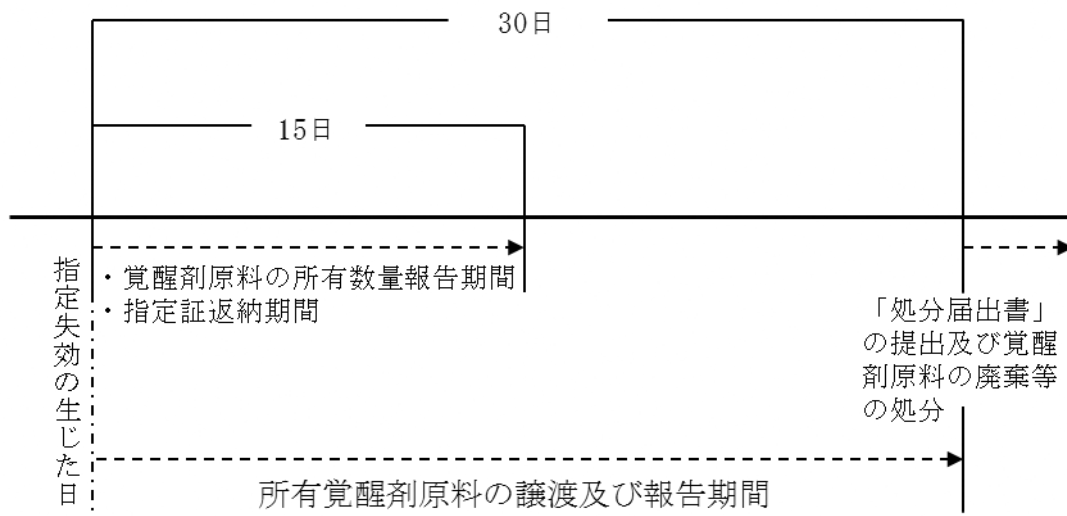 30日
15日
指定失効の生じた日
・覚醒剤原料の所有数量報告期間
・指定証返納期間
「処分届出書」
の提出及び覚醒
剤原料の廃棄等
の処分
所有覚醒剤原料の譲渡及び報告期間